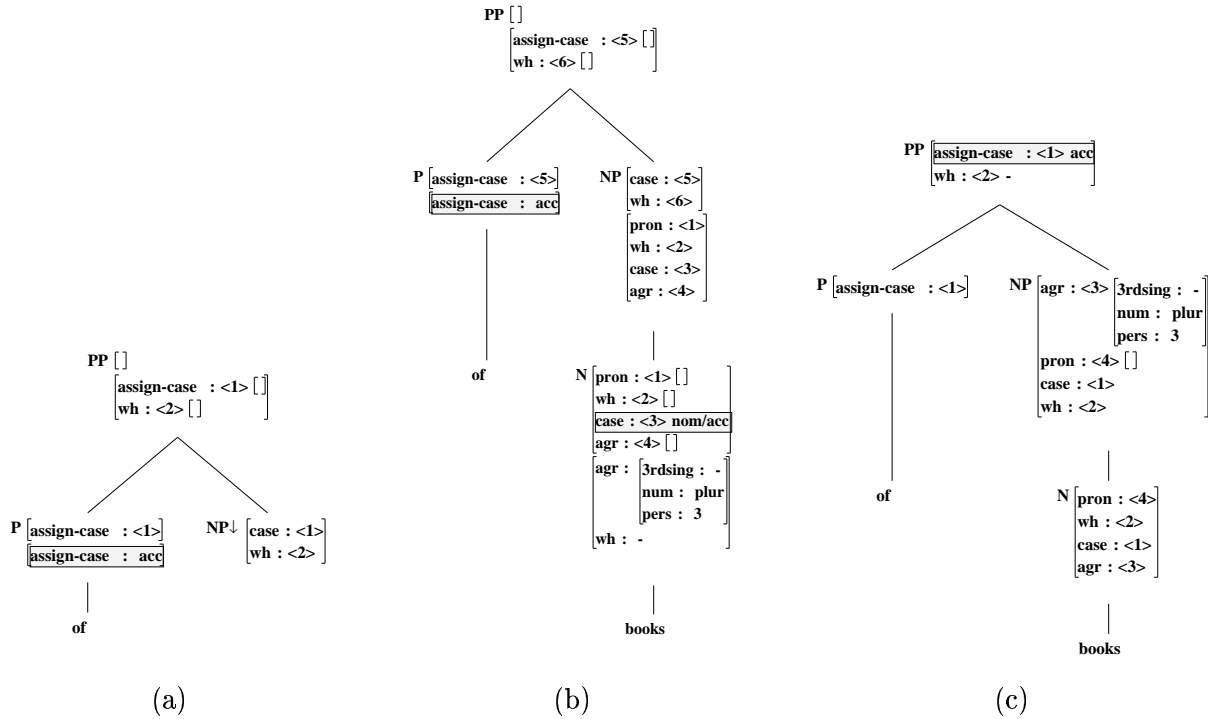 PP []
[assign-case : <1> []
wh : <2> []]
P [assign-case : <1>]
[assign-case : acc]
NP↓ [case : <1>
wh : <2>]
of
(a)
PP []
[assign-case : <5> []
wh : <6> []]
P [assign-case : <5>]
[assign-case : acc]
NP [case : <5>
wh : <6>]
[pron : <1>
wh : <2>
case : <3>
agr : <4>]
of
N [pron : <1> []
wh : <2> []
case : <3> nom/acc
agr : <4> []]
[agr : [3rdsing : -
num : plur
pers : 3]
wh : -]
books
(b)
PP [assign-case : <1> acc
wh : <2> -]
P [assign-case : <1>]
NP [agr : <3> [3rdsing : -
num : plur
pers : 3]
pron : <4> []
case : <1>
wh : <2>]
of
N [pron : <4>
wh : <2>
case : <1>
agr : <3>]
books
(c)